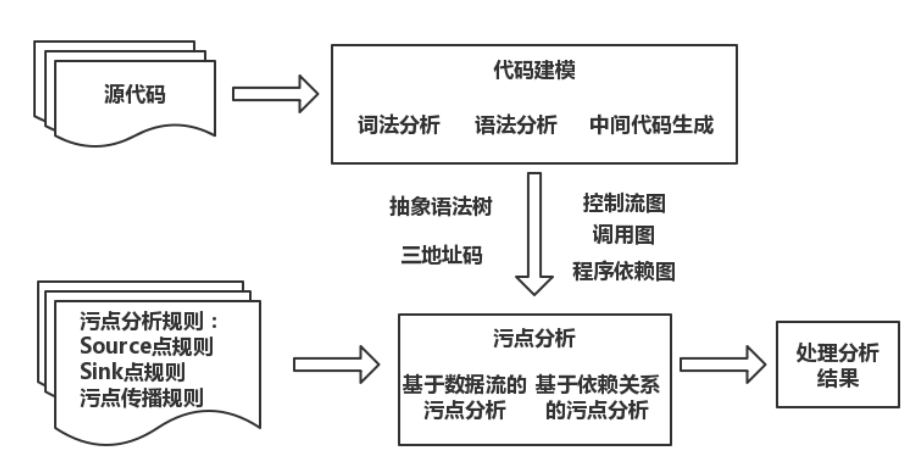 源代码
代码建模
词法分析 语法分析 中间代码生成
抽象语法树
三地址码
控制流图
调用图
程序依赖图
污点分析规则：
Source点规则
Sink点规则
污点传播规则
污点分析
基于数据流的
污点分析
基于依赖关系
的污点分析
处理分析
结果